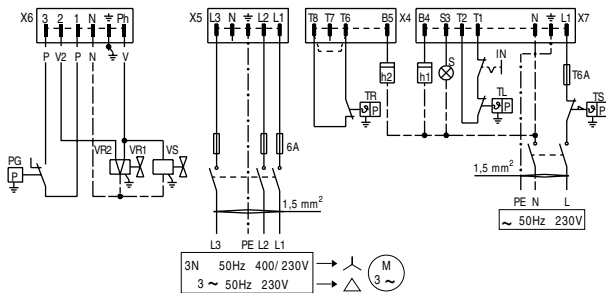 X6 3 2 1 N Ph
X5 L3 N L2 L1
T8 T7 T6 B5 X4 B4 S3 T2 T1 N L1 X7
P V2 P N V
h2 h1 S IN T6A
TR P TL P TS P
PG P VR2 VR1 VS
6A
1,5 mm²
1,5 mm²
L3 PE L2 L1
PE N L
~ 50Hz 230V
3N 50Hz 400/230V
3 ~ 50Hz 230V
M
3 ~